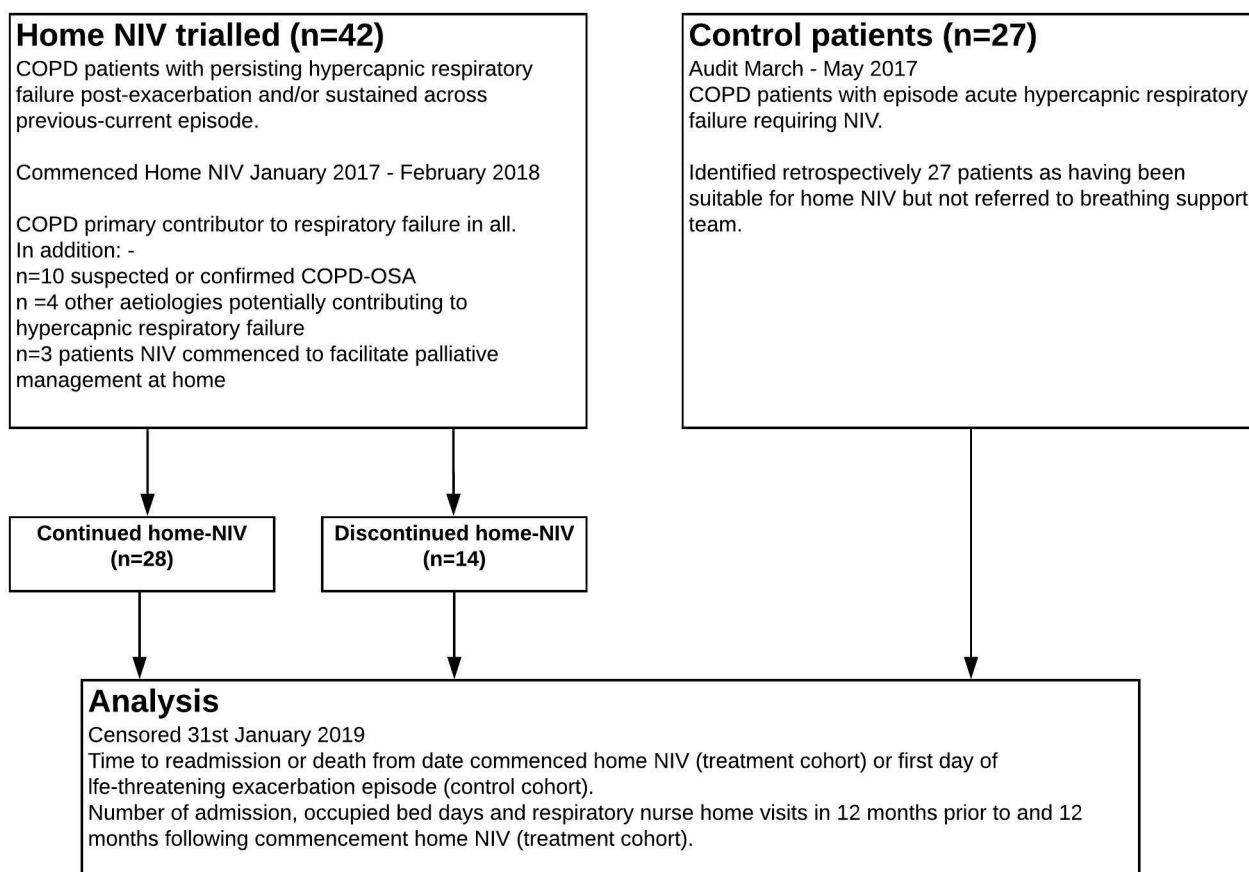 Home NIV trialled (n=42)
COPD patients with persisting hypercapnic respiratory
failure post-exacerbation and/or sustained across
previous-current episode.
Commenced Home NIV January 2017 - February 2018
COPD primary contributor to respiratory failure in all.
In addition: -
n=10 suspected or confirmed COPD-OSA
n =4 other aetiologies potentially contributing to
hypercapnic respiratory failure
n=3 patients NIV commenced to facilitate palliative
management at home
Control patients (n=27)
Audit March - May 2017
COPD patients with episode acute hypercapnic respiratory
failure requiring NIV.
Identified retrospectively 27 patients as having been
suitable for home NIV but not referred to breathing support
team.
Continued home-NIV
(n=28)
Discontinued home-NIV
(n=14)
Analysis
Censored 31st January 2019
Time to readmission or death from date commenced home NIV (treatment cohort) or first day of
lfe-threatening exacerbation episode (control cohort).
Number of admission, occupied bed days and respiratory nurse home visits in 12 months prior to and 12
months following commencement home NIV (treatment cohort).